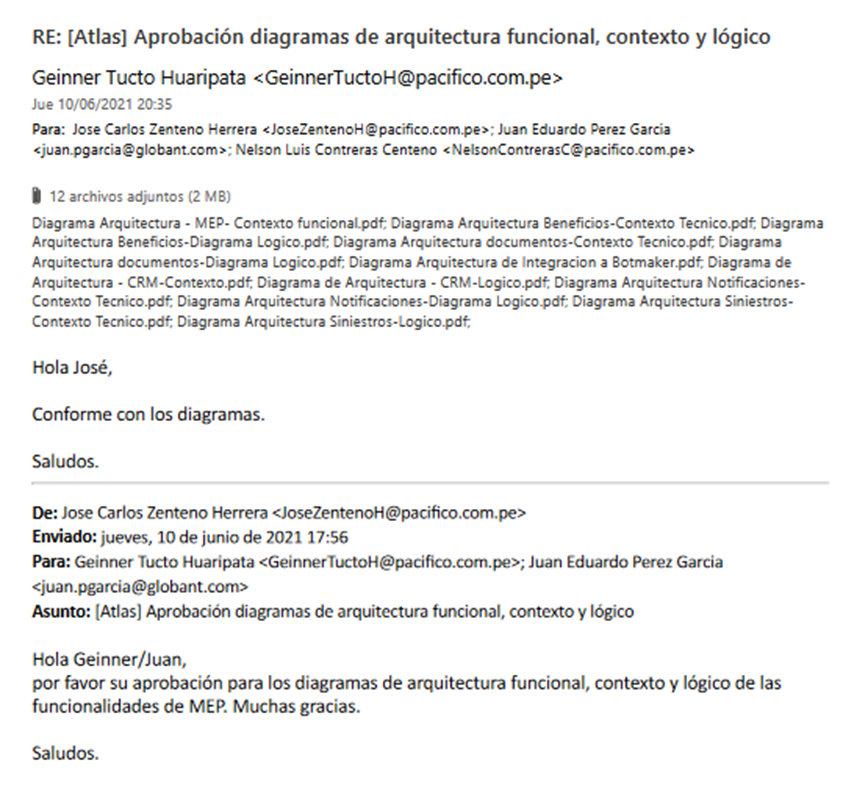 RE: [Atlas] Aprobación diagramas de arquitectura funcional, contexto y lógico
Geinner Tucto Huaripata <GeinnerTuctoH@pacifico.com.pe>
Jue 10/06/2021 20:35
Para: Jose Carlos Zenteno Herrera <JoseZentenoH@pacifico.com.pe>; Juan Eduardo Perez Garcia
<juan.pgarcia@globant.com>; Nelson Luis Contreras Centeno <NelsonContrerasC@pacifico.com.pe>
12 archivos adjuntos (2 MB)
Diagrama Arquitectura - MEP- Contexto funcional.pdf; Diagrama Arquitectura Beneficios-Contexto Tecnico.pdf; Diagrama
Arquitectura Beneficios-Diagrama Logico.pdf; Diagrama Arquitectura documentos-Contexto Tecnico.pdf; Diagrama
Arquitectura documentos-Diagrama Logico.pdf; Diagrama Arquitectura de Integracion a Botmaker.pdf; Diagrama de
Arquitectura - CRM-Contexto.pdf; Diagrama de Arquitectura - CRM-Logico.pdf; Diagrama Arquitectura Notificaciones-
Contexto Tecnico.pdf; Diagrama Arquitectura Notificaciones-Diagrama Logico.pdf; Diagrama Arquitectura Siniestros-
Contexto Tecnico.pdf; Diagrama Arquitectura Siniestros-Logico.pdf;
Hola José,
Conforme con los diagramas.
Saludos.
De: Jose Carlos Zenteno Herrera <JoseZentenoH@pacifico.com.pe>
Enviado: jueves, 10 de junio de 2021 17:56
Para: Geinner Tucto Huaripata <GeinnerTuctoH@pacifico.com.pe>; Juan Eduardo Perez Garcia
<juan.pgarcia@globant.com>
Asunto: [Atlas] Aprobación diagramas de arquitectura funcional, contexto y lógico
Hola Geinner/Juan,
por favor su aprobación para los diagramas de arquitectura funcional, contexto y lógico de las
funcionalidades de MEP. Muchas gracias.
Saludos.